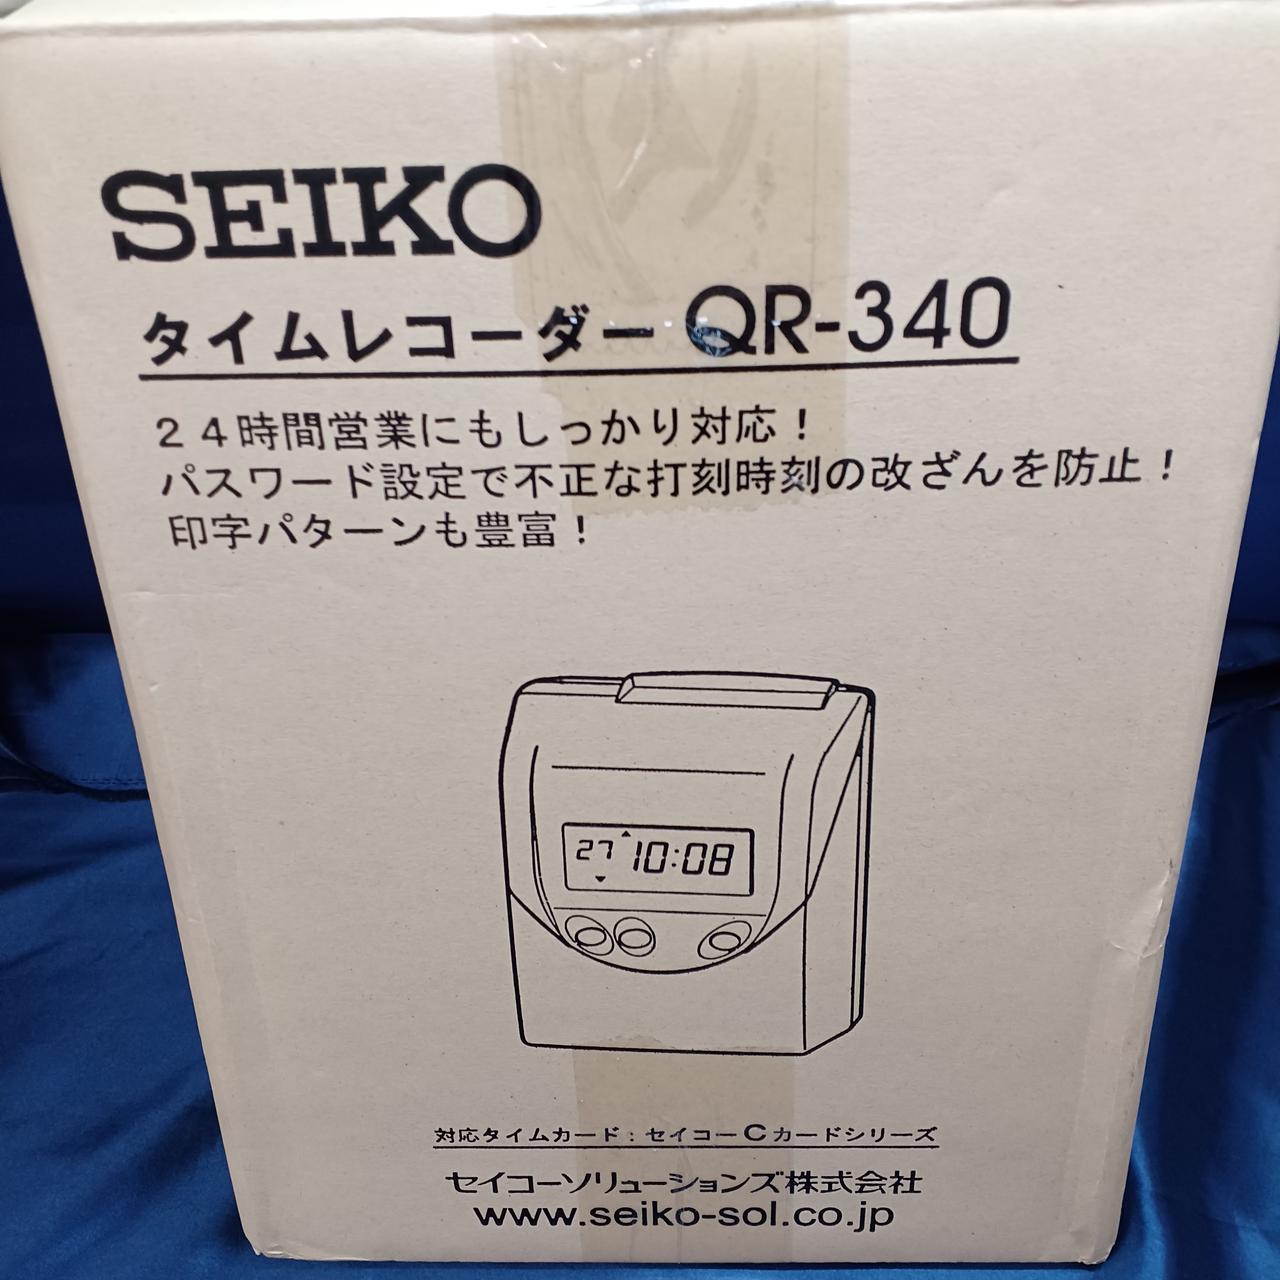 SEIKO
タイムレコーダー QR-340
24時間営業にもしっかり対応！
パスワード設定で不正な打刻時刻の改ざんを防止！
印字パターンも豊富！
27 10:08
対応タイムカード：セイコーCカードシリーズ
セイコーソリューションズ株式会社
www.seiko-sol.co.jp